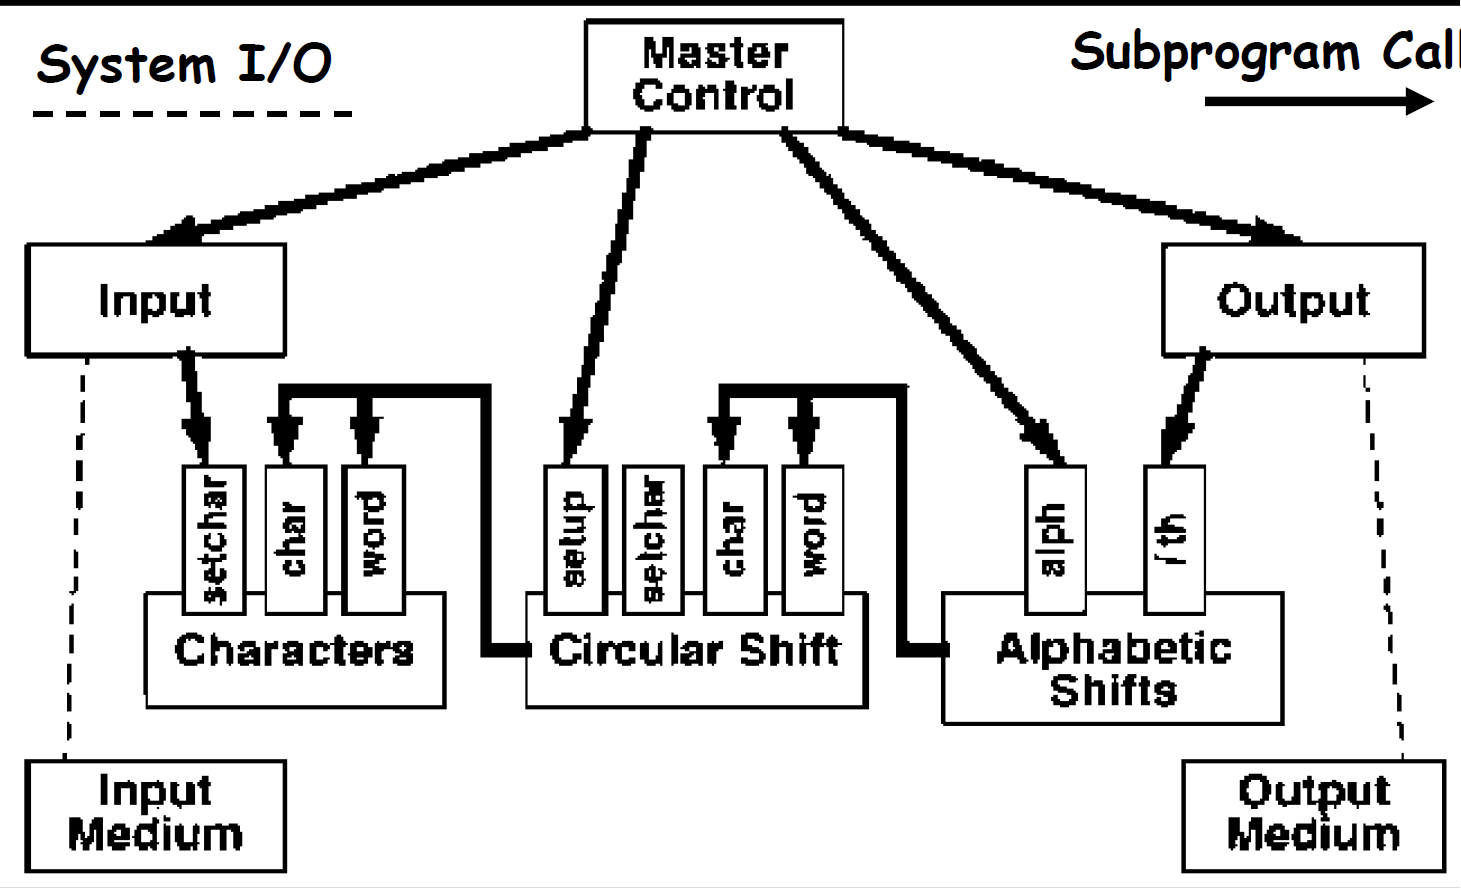 System I/O
Master
Control
Subprogram Call
Input
Output
setchar
char
word
setup
setchar
char
word
alph
i th
Characters
Circular Shift
Alphabetic
Shifts
Input
Medium
Output
Medium